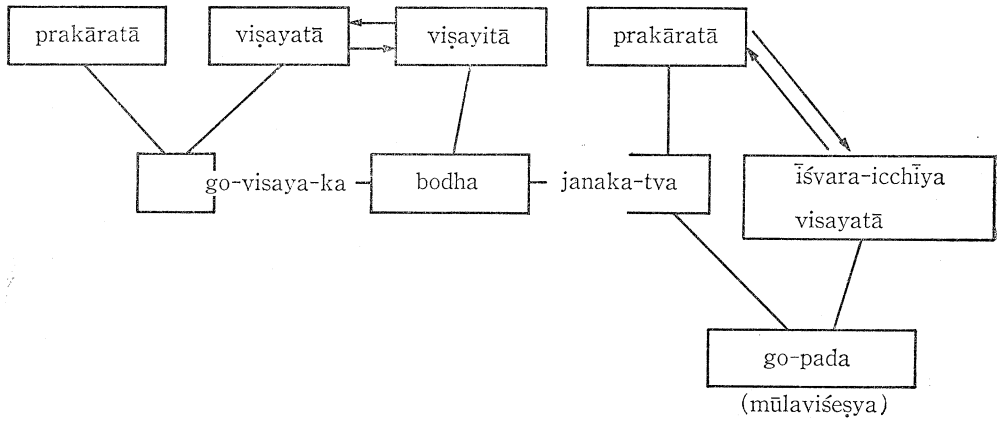 prakāratā
viṣayatā
viṣayitā
prakāratā
go-visaya-ka
bodha
janaka-tva
īśvara-icchīya
visayatā
go-pada
(mūlaviśeṣya)